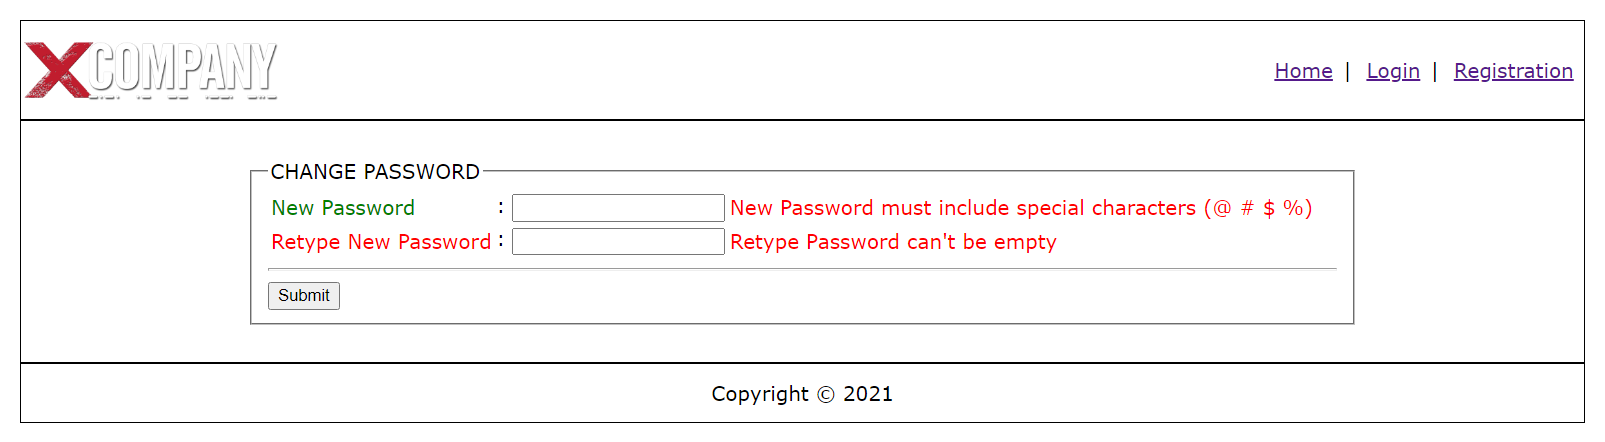 XCOMPANY
Home | Login | Registration
CHANGE PASSWORD
New Password : New Password must include special characters (@ # $ %)
Retype New Password : Retype Password can't be empty
Submit
Copyright © 2021